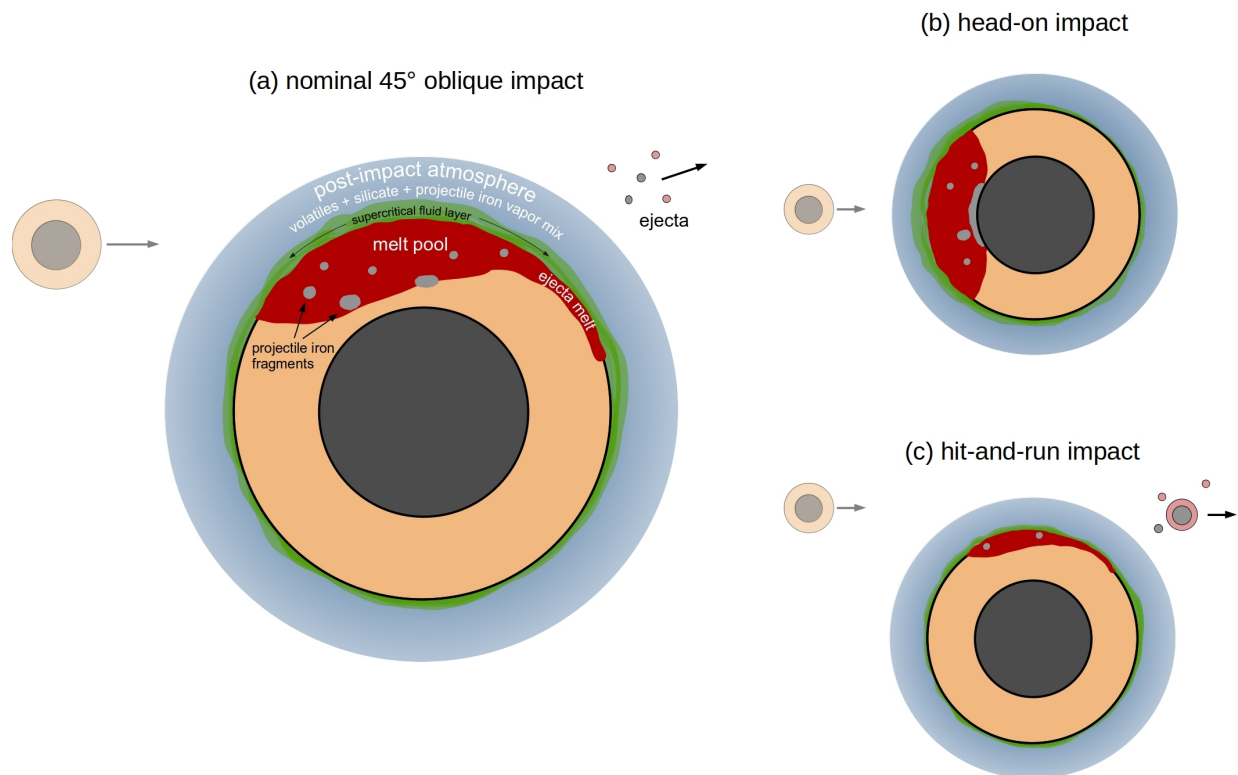 (a) nominal 45° oblique impact
post-impact atmosphere
volatiles + silicate + projectile iron vapor mix
supercritical fluid layer
melt pool
ejecta melt
projectile iron
fragments
ejecta
(b) head-on impact
(c) hit-and-run impact